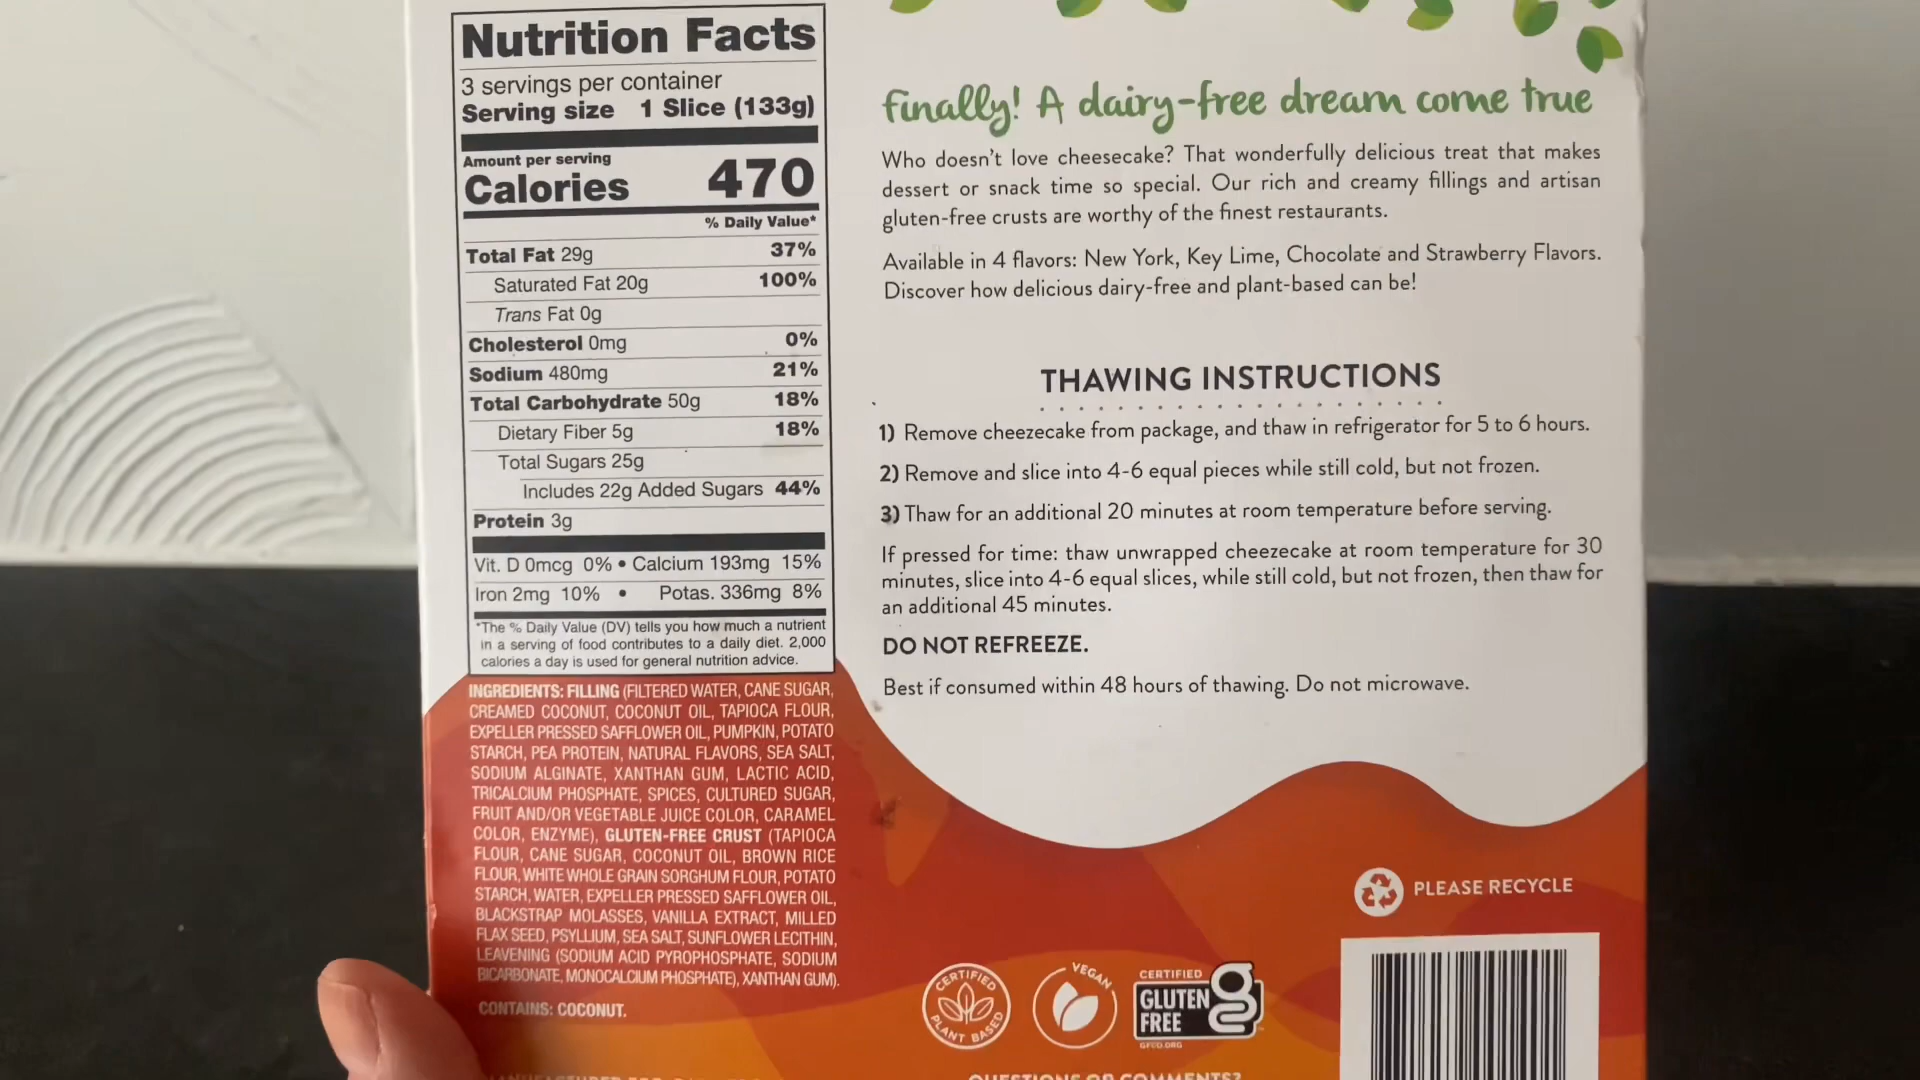 Nutrition Facts
3 servings per container
Serving size 1 Slice (133g)
Amount per serving
Calories 470
% Daily Value*
Total Fat 29g 37%
Saturated Fat 20g 100%
Trans Fat 0g
Cholesterol 0mg 0%
Sodium 480mg 21%
Total Carbohydrate 50g 18%
Dietary Fiber 5g 18%
Total Sugars 25g
Includes 22g Added Sugars 44%
Protein 3g
Vit. D 0mcg 0% • Calcium 193mg 15%
Iron 2mg 10% • Potas. 336mg 8%
*The % Daily Value (DV) tells you how much a nutrient
in a serving of food contributes to a daily diet. 2,000
calories a day is used for general nutrition advice.
INGREDIENTS: FILLING (FILTERED WATER, CANE SUGAR,
CREAMED COCONUT, COCONUT OIL, TAPIOCA FLOUR,
EXPELLER PRESSED SAFFLOWER OIL, PUMPKIN, POTATO
STARCH, PEA PROTEIN, NATURAL FLAVORS, SEA SALT,
SODIUM ALGINATE, XANTHAN GUM, LACTIC ACID,
TRICALCIUM PHOSPHATE, SPICES, CULTURED SUGAR,
FRUIT AND/OR VEGETABLE JUICE COLOR, CARAMEL
COLOR, ENZYME), GLUTEN-FREE CRUST (TAPIOCA
FLOUR, CANE SUGAR, COCONUT OIL, BROWN RICE
FLOUR, WHITE WHOLE GRAIN SORGHUM FLOUR, POTATO
STARCH, WATER, EXPELLER PRESSED SAFFLOWER OIL,
BLACKSTRAP MOLASSES, VANILLA EXTRACT, MILLED
FLAX SEED, PSYLLIUM, SEA SALT, SUNFLOWER LECITHIN,
LEAVENING (SODIUM ACID PYROPHOSPHATE, SODIUM
BICARBONATE, MONOCALCIUM PHOSPHATE), XANTHAN GUM).
CONTAINS: COCONUT.
finally! A dairy-free dream come true
Who doesn't love cheesecake? That wonderfully delicious treat that makes
dessert or snack time so special. Our rich and creamy fillings and artisan
gluten-free crusts are worthy of the finest restaurants.
Available in 4 flavors: New York, Key Lime, Chocolate and Strawberry Flavors.
Discover how delicious dairy-free and plant-based can be!
THAWING INSTRUCTIONS
1) Remove cheezecake from package, and thaw in refrigerator for 5 to 6 hours.
2) Remove and slice into 4-6 equal pieces while still cold, but not frozen.
3) Thaw for an additional 20 minutes at room temperature before serving.
If pressed for time: thaw unwrapped cheezecake at room temperature for 30
minutes, slice into 4-6 equal slices, while still cold, but not frozen, then thaw for
an additional 45 minutes.
DO NOT REFREEZE.
Best if consumed within 48 hours of thawing. Do not microwave.
PLEASE RECYCLE
CERTIFIED
PLANT BASED
VEGAN
CERTIFIED
GLUTEN
FREE
GFCO.ORG
QUESTIONS OR COMMENTS?